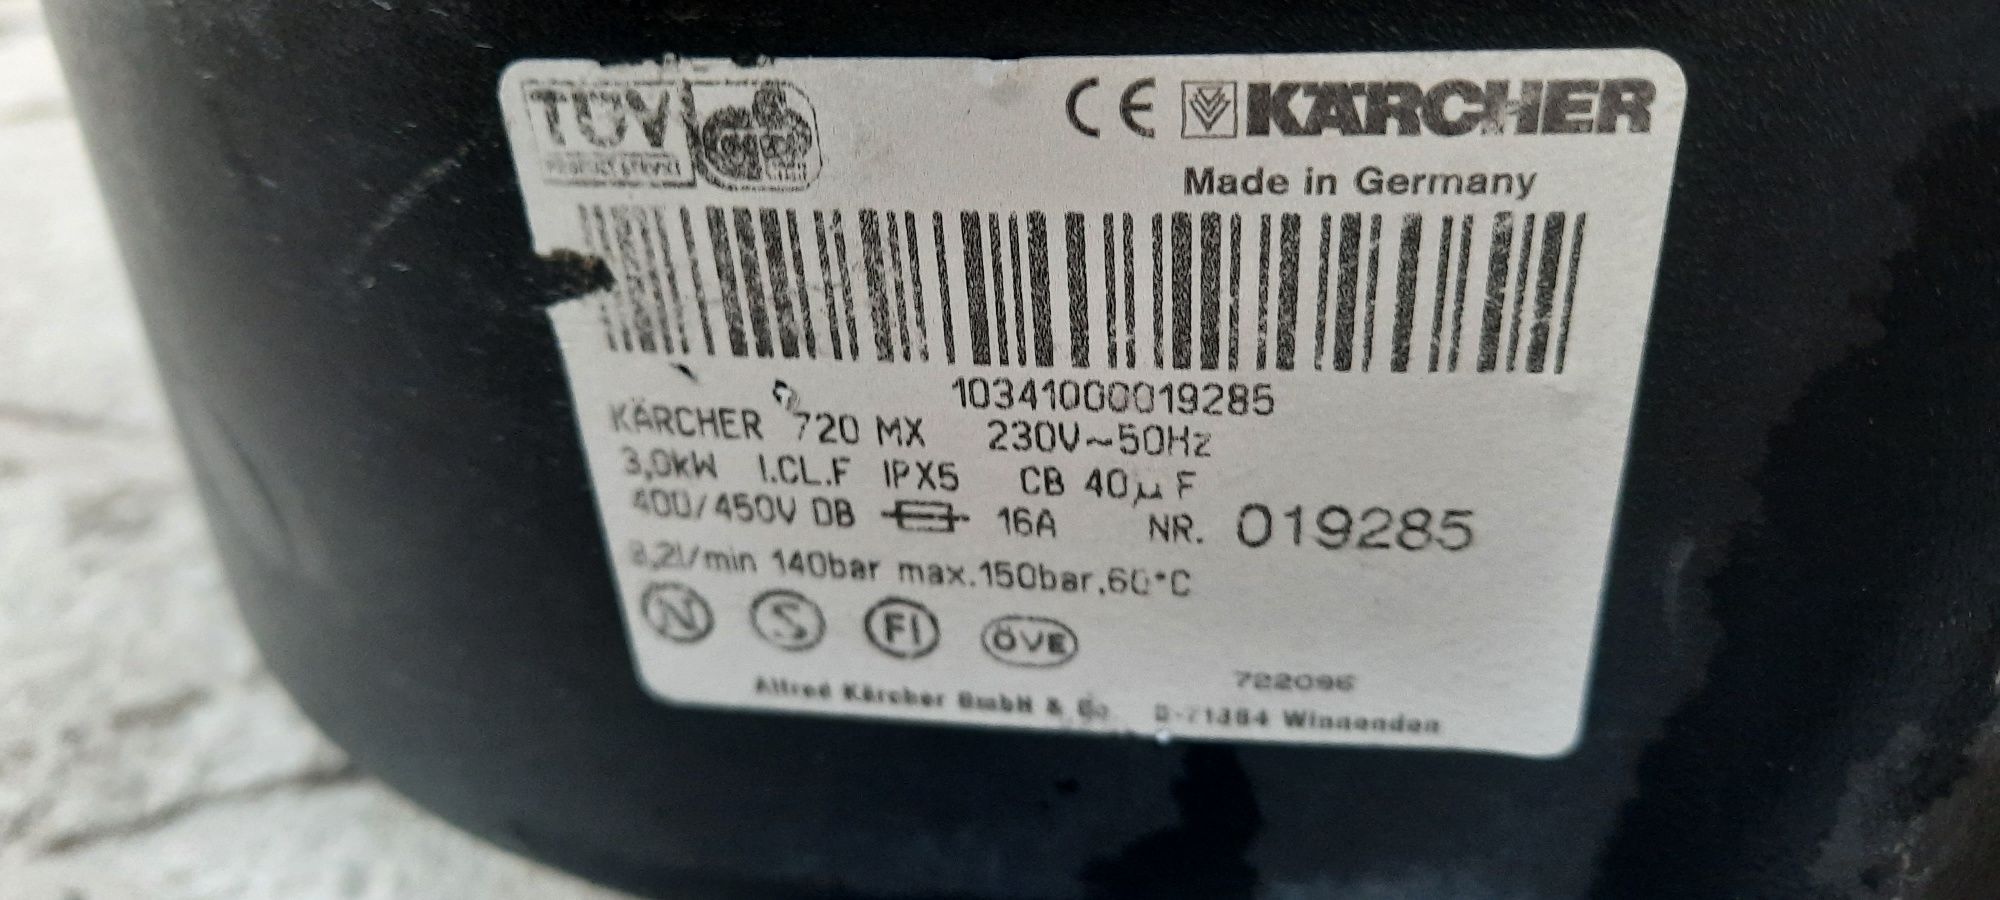 TÜV
PRODUCT SERVICE
CE KÄRCHER
Made in Germany
10341000019285
KÄRCHER 720 MX 230V~50Hz
3,0kW I.CL.F IPX5 CB 40µF
400/450V DB 16A NR. 019285
8,2l/min 140bar max.150bar,60°C
N S FI ÖVE
722096
Alfred Kärcher GmbH & Co. D-71364 Winnenden